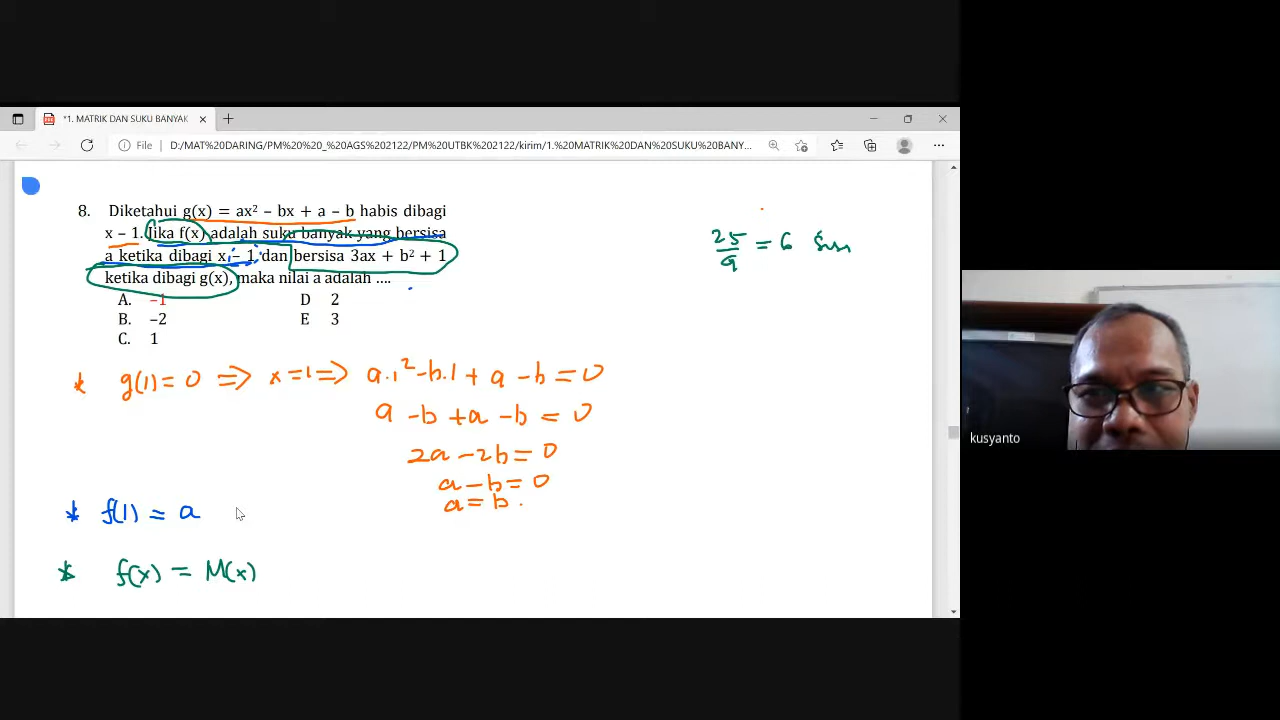 *1. MATRIK DAN SUKU BANYAK
File D:/MAT%20DARING/PM%20%20_%20AGS%202122/PM%20UTBK%202122/kirim/1.%20MATRIK%20DAN%20SUKU%20BANY...
8. Diketahui g(x) = ax² – bx + a – b habis dibagi
x – 1. Jika f(x) adalah suku banyak yang bersisa
a ketika dibagi x – 1 dan bersisa 3ax + b² + 1
ketika dibagi g(x), maka nilai a adalah ....
A. –1 D 2
B. –2 E 3
C. 1
25/9 = 6
* g(1) = 0 ⇒ x = 1 ⇒ a.1² - b.1 + a - b = 0
a - b + a - b = 0
2a - 2b = 0
a - b = 0
a = b .
* f(1) = a
* f(x) = M(x)
kusyanto